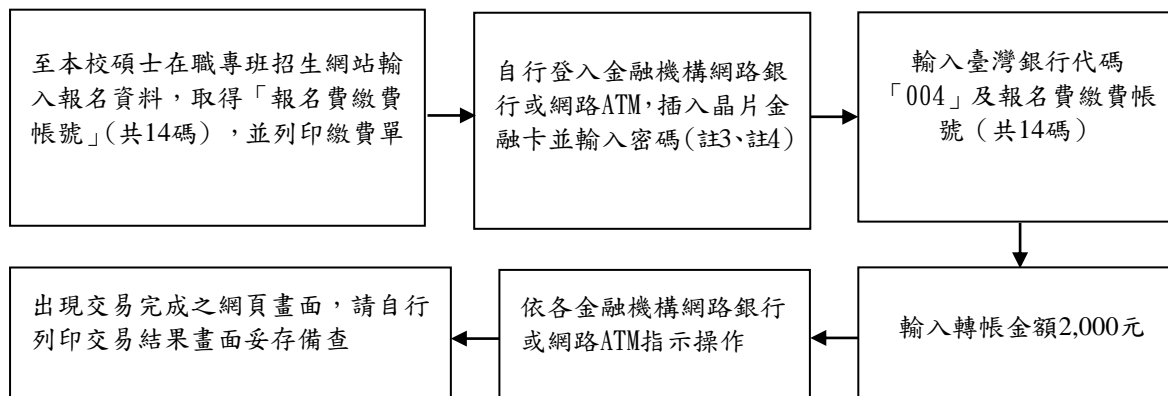 至本校碩士在職專班招生網站輸
入報名資料，取得「報名費繳費
帳號」(共14碼)，並列印繳費單
自行登入金融機構網路銀
行或網路ATM，插入晶片金
融卡並輸入密碼(註3、註4)
輸入臺灣銀行代碼
「004」及報名費繳費帳
號（共14碼）
輸入轉帳金額2,000元
依各金融機構網路銀行
或網路ATM指示操作
出現交易完成之網頁畫面，請自行
列印交易結果畫面妥存備查